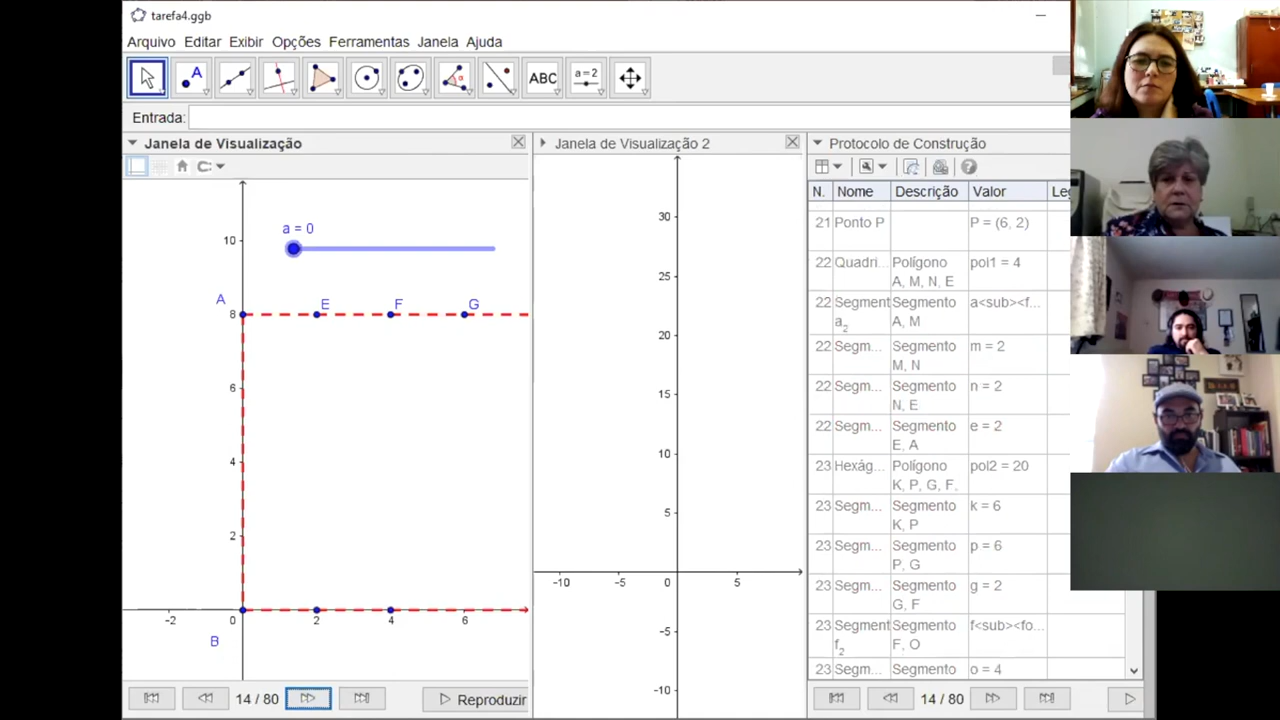 tarefa4.ggb
Arquivo Editar Exibir Opções Ferramentas Janela Ajuda
A
ABC
a=2
Entrada:
Janela de Visualização
Janela de Visualização 2
Protocolo de Construção
N. Nome Descrição Valor Leg
21 Ponto P P = (6, 2)
22 Quadri... Polígono A, M, N, E pol1 = 4
22 Segment a₂ Segmento A, M a<sub><f...
22 Segm... Segmento M, N m = 2
22 Segm... Segmento N, E n = 2
22 Segm... Segmento E, A e = 2
23 Hexág... Polígono K, P, G, F, pol2 = 20
23 Segm... Segmento K, P k = 6
23 Segm... Segmento P, G p = 6
23 Segm... Segmento G, F g = 2
23 Segment f₂ Segmento F, O f<sub><fo...
23 Segm... Segmento o = 4
a = 0
10
A
E
F
G
8
6
4
2
-2
0
2
4
6
B
30
25
20
15
10
5
-10
-5
0
5
-5
-10
14 / 80
Reproduzir
14 / 80